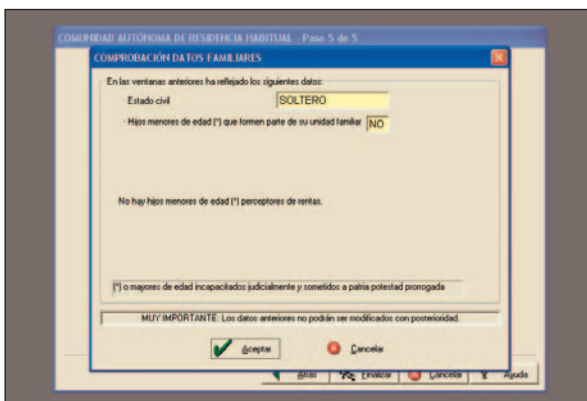 COMUNIDAD AUTÓNOMA DE RESIDENCIA HABITUAL - Paso 5 de 5
COMPROBACIÓN DATOS FAMILIARES
En las ventanas anteriores ha reflejado los siguientes datos:
Estado civil SOLTERO
· Hijos menores de edad (*) que formen parte de su unidad familiar NO
No hay hijos menores de edad (*) perceptores de rentas.
(*) o mayores de edad incapacitados judicialmente y sometidos a patria potestad prorrogada
MUY IMPORTANTE: Los datos anteriores no podrán ser modificados con posterioridad.
Aceptar Cancelar
Atrás Finalizar Cancelar Ayuda